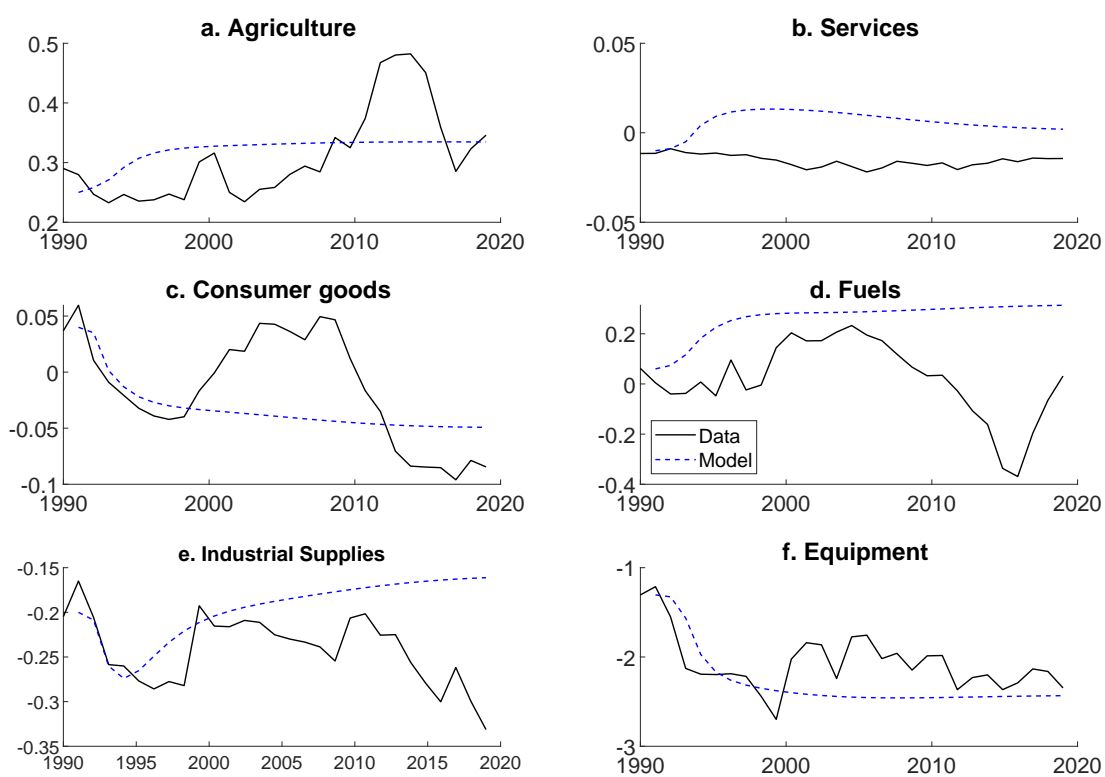 a. Agriculture
0.5
0.4
0.3
0.2
1990 2000 2010 2020
b. Services
0.05
0
-0.05
1990 2000 2010 2020
c. Consumer goods
0.05
0
-0.05
-0.1
1990 2000 2010 2020
d. Fuels
0.2
0
-0.2
-0.4
Data
Model
1990 2000 2010 2020
e. Industrial Supplies
-0.15
-0.2
-0.25
-0.3
-0.35
1990 1995 2000 2005 2010 2015 2020
f. Equipment
-1
-2
-3
1990 2000 2010 2020